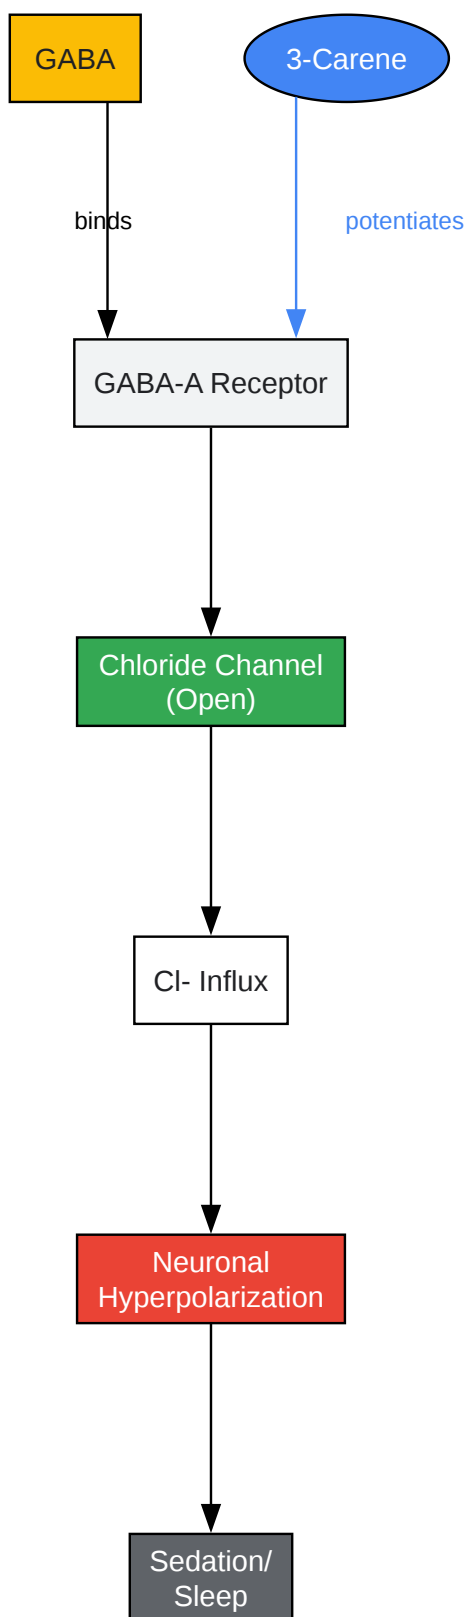 GABA
3-Carene
binds
potentiates
GABA-A Receptor
Chloride Channel
(Open)
Cl- Influx
Neuronal
Hyperpolarization
Sedation/
Sleep